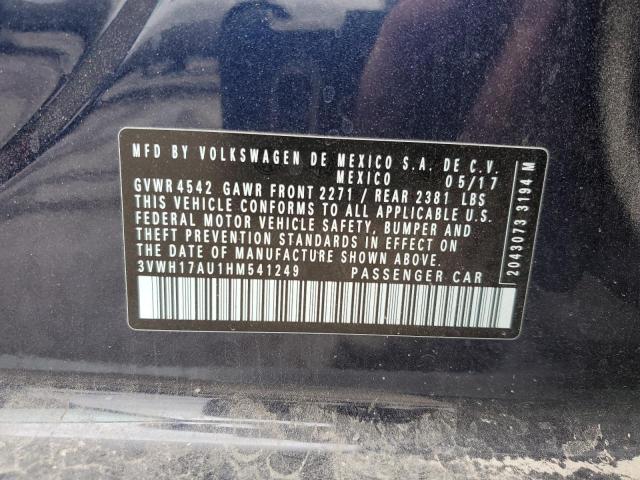 MFD BY VOLKSWAGEN DE MEXICO S.A. DE C.V.
MEXICO 05/17
GVWR 4542 GAWR FRONT 2271 / REAR 2381 LBS
THIS VEHICLE CONFORMS TO ALL APPLICABLE U.S.
FEDERAL MOTOR VEHICLE SAFETY, BUMPER AND
THEFT PREVENTION STANDARDS IN EFFECT ON
THE DATE OF MANUFACTURE SHOWN ABOVE.
3VWH17AU1HM541249 PASSENGER CAR
2043073 3194 M